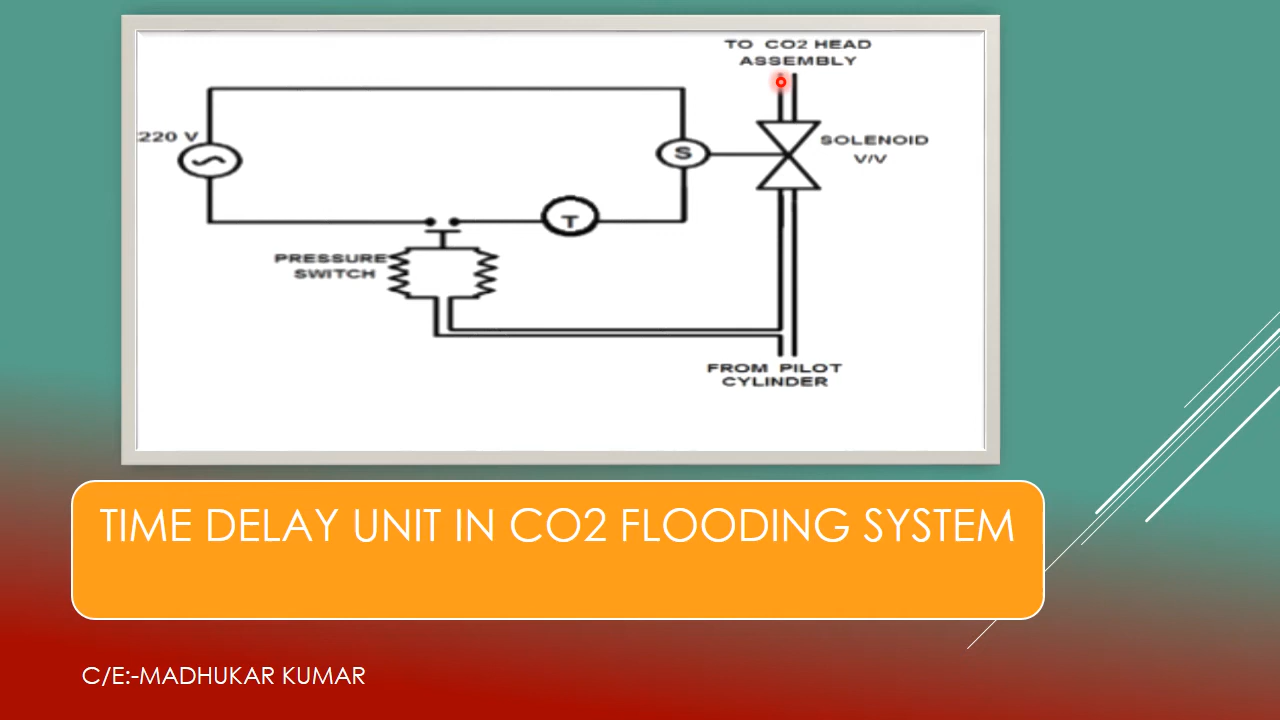 TO CO2 HEAD
ASSEMBLY
220 V
S
SOLENOID
V/V
T
PRESSURE
SWITCH
FROM PILOT
CYLINDER
TIME DELAY UNIT IN CO2 FLOODING SYSTEM
C/E:-MADHUKAR KUMAR